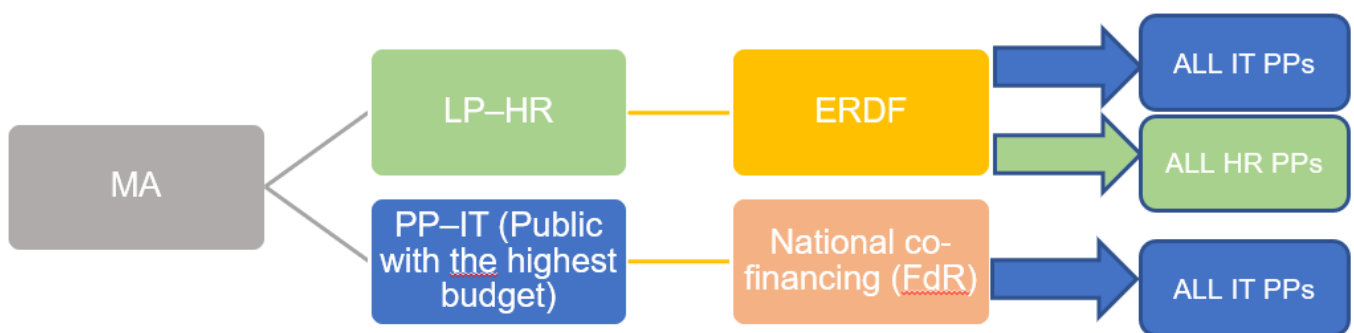 MA
LP–HR
ERDF
ALL IT PPs
ALL HR PPs
PP–IT (Public
with the highest
budget)
National co-
financing (FdR)
ALL IT PPs